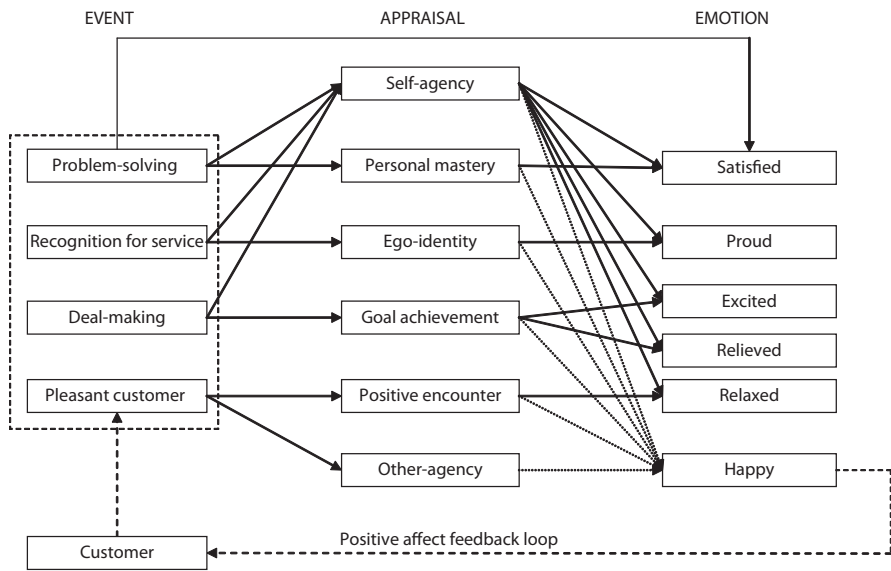 EVENT
APPRAISAL
EMOTION
Self-agency
Problem-solving
Personal mastery
Satisfied
Recognition for service
Ego-identity
Proud
Excited
Deal-making
Goal achievement
Relieved
Pleasant customer
Positive encounter
Relaxed
Other-agency
Happy
Positive affect feedback loop
Customer